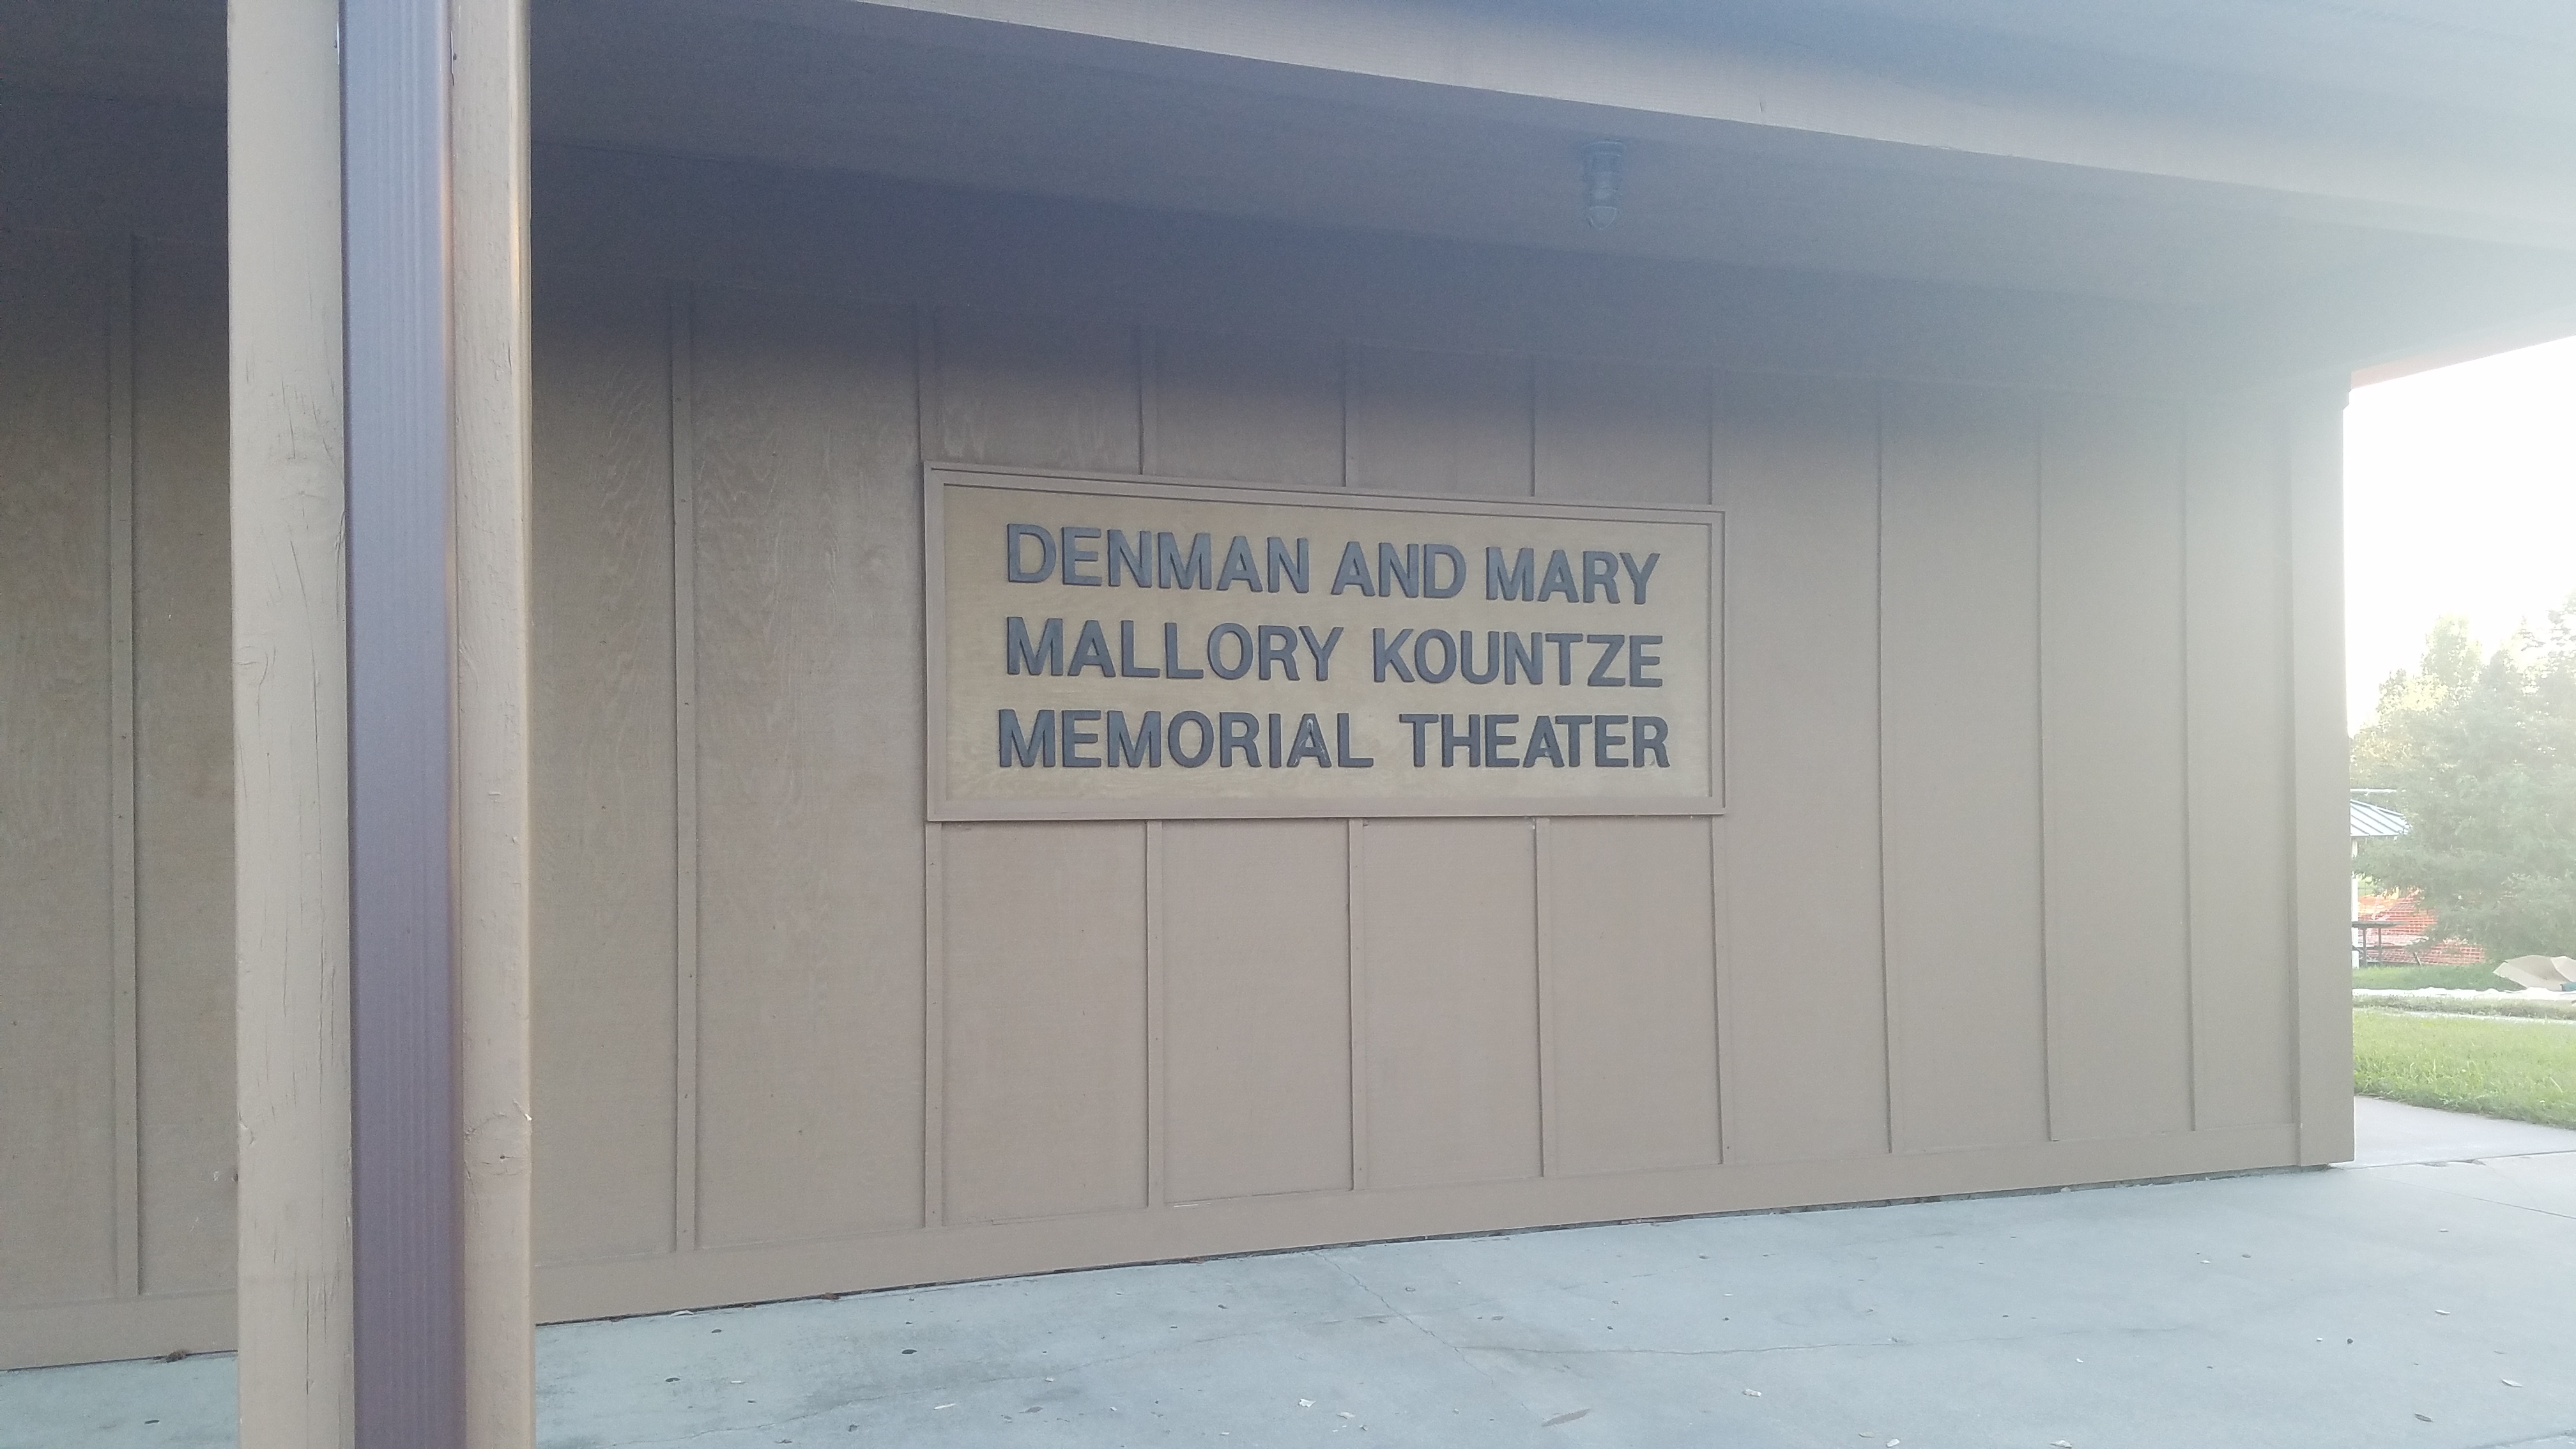 DENMAN AND MARY
MALLORY KOUNTZE
MEMORIAL THEATER